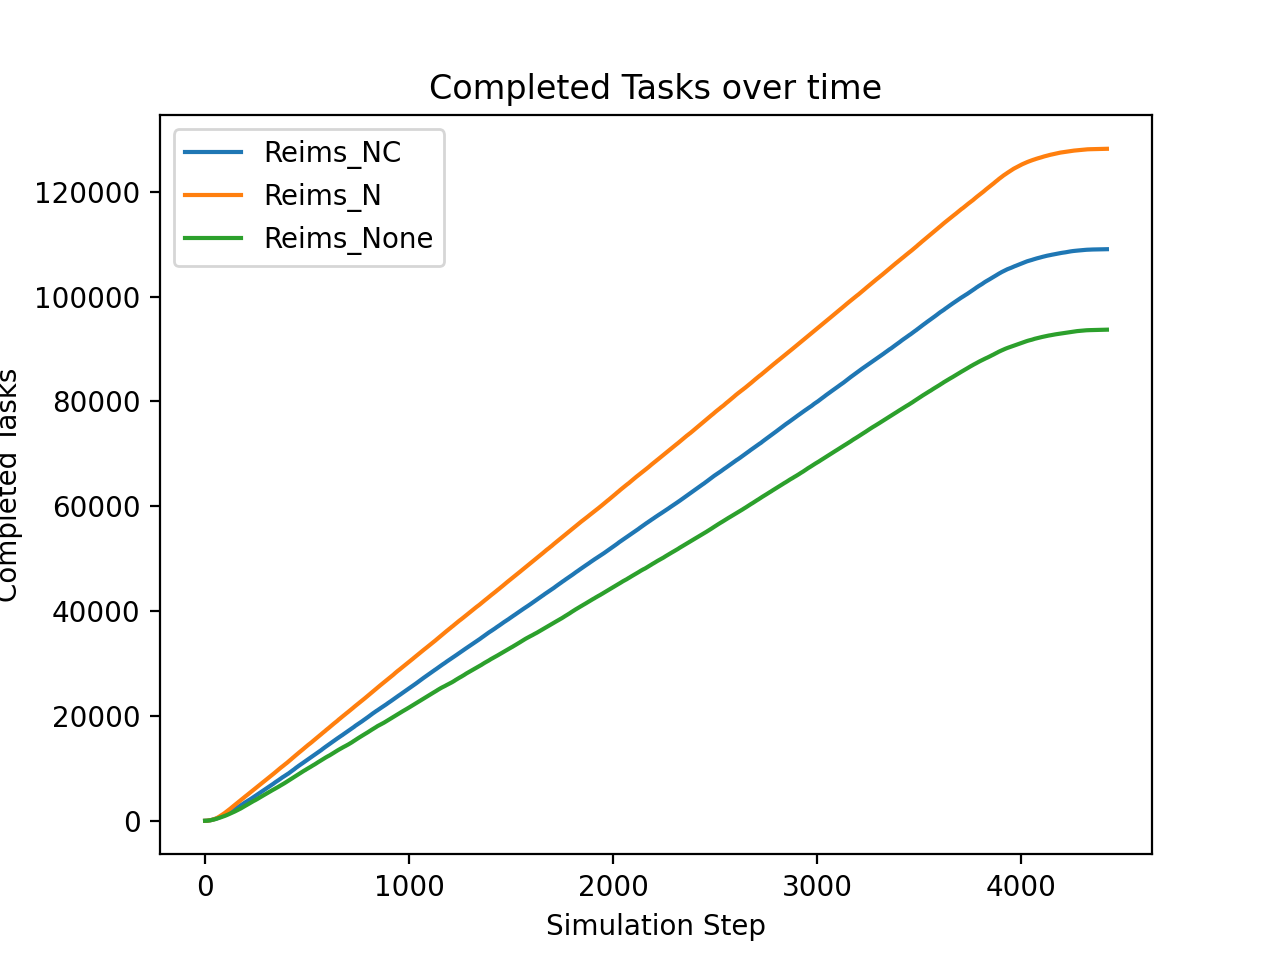 Completed Tasks over time
Reims_NC
Reims_N
Reims_None
Completed Tasks
120000
100000
80000
60000
40000
20000
0
0 1000 2000 3000 4000
Simulation Step